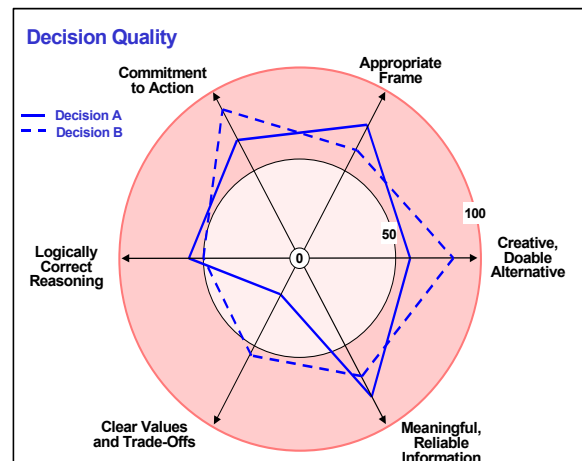 Decision Quality
Commitment
to Action
Appropriate
Frame
Decision A
Decision B
100
50
0
Logically
Correct
Reasoning
Creative,
Doable
Alternative
Clear Values
and Trade-Offs
Meaningful,
Reliable
Information